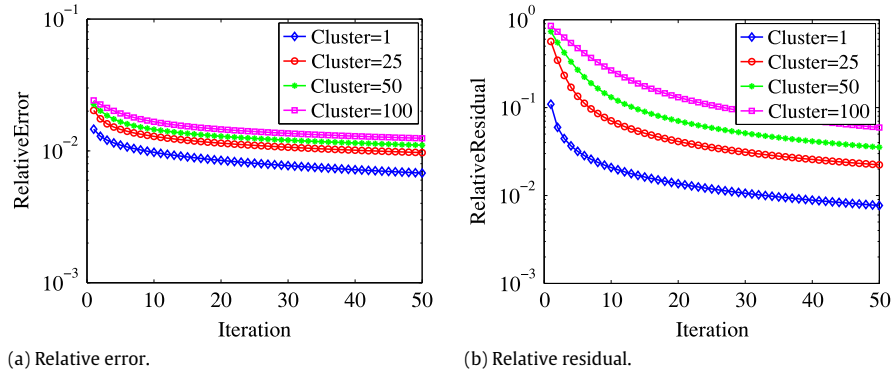 10^-1
10^-2
10^-3
RelativeError
0 10 20 30 40 50
Iteration
Cluster=1
Cluster=25
Cluster=50
Cluster=100
(a) Relative error.
10^0
10^-1
10^-2
10^-3
RelativeResidual
0 10 20 30 40 50
Iteration
Cluster=1
Cluster=25
Cluster=50
Cluster=100
(b) Relative residual.